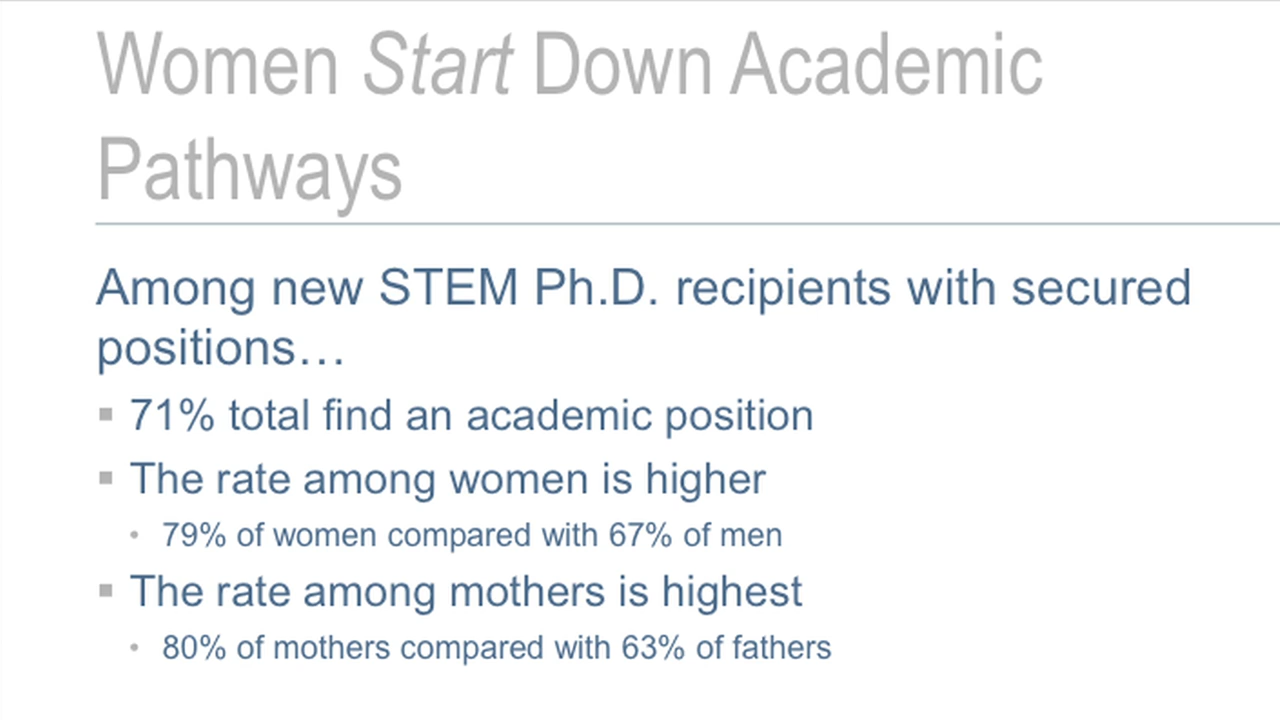 Women Start Down Academic
Pathways
Among new STEM Ph.D. recipients with secured
positions…
▪ 71% total find an academic position
▪ The rate among women is higher
• 79% of women compared with 67% of men
▪ The rate among mothers is highest
• 80% of mothers compared with 63% of fathers